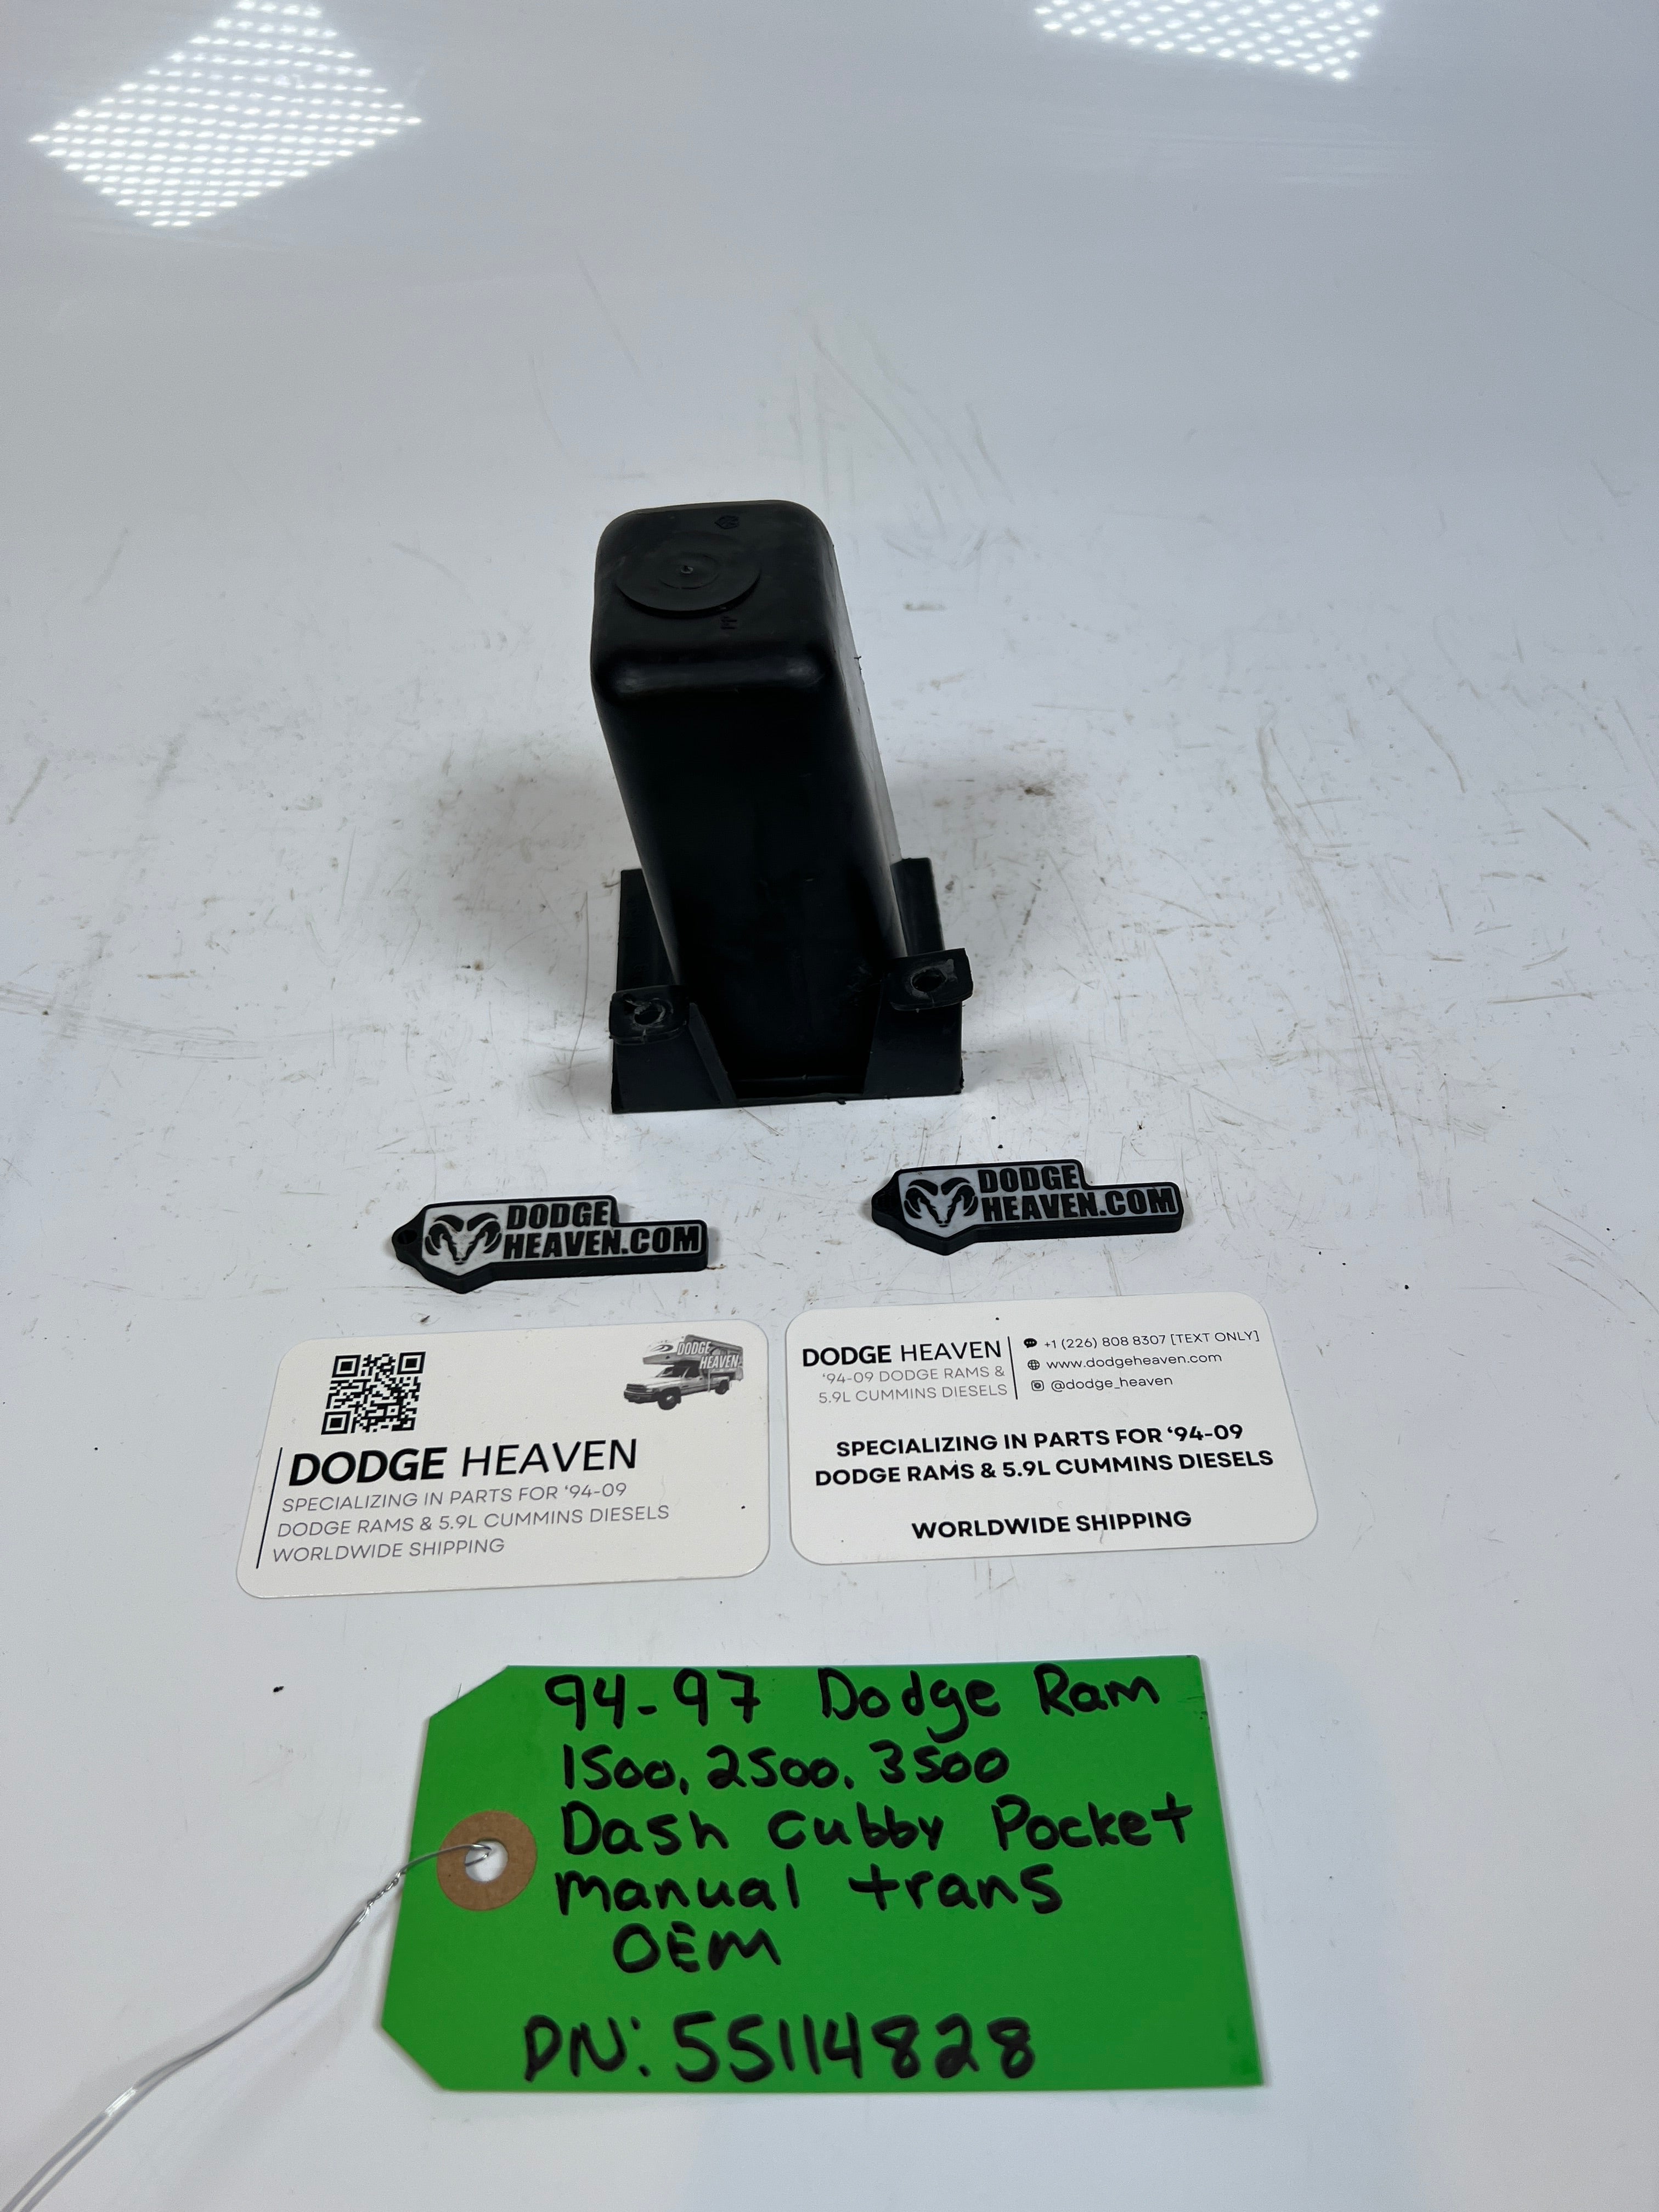 DODGE
HEAVEN.COM
DODGE
HEAVEN.COM
DODGE
HEAVEN
DODGE HEAVEN
SPECIALIZING IN PARTS FOR ‘94-09
DODGE RAMS & 5.9L CUMMINS DIESELS
WORLDWIDE SHIPPING
DODGE HEAVEN
‘94-09 DODGE RAMS &
5.9L CUMMINS DIESELS
+1 (226) 808 8307 [TEXT ONLY]
www.dodgeheaven.com
@dodge_heaven
SPECIALIZING IN PARTS FOR ‘94-09
DODGE RAMS & 5.9L CUMMINS DIESELS
WORLDWIDE SHIPPING
94-97 Dodge Ram
1500, 2500, 3500
Dash cubby Pocket
manual trans
OEM
PN: 55114828